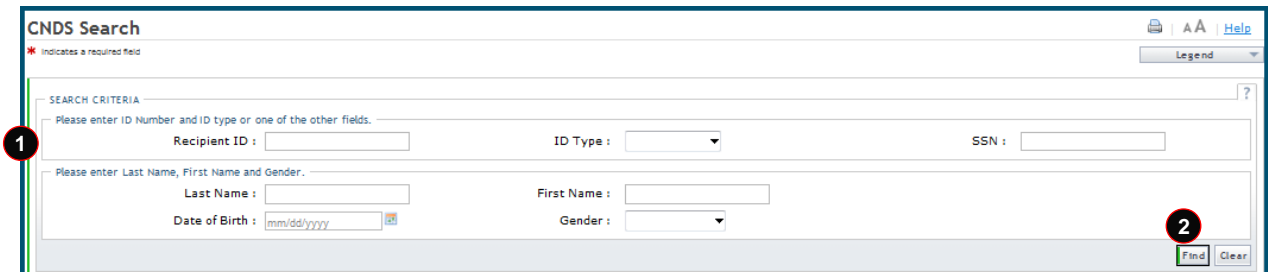 CNDS Search
A A | Help
* indicates a required field
Legend
SEARCH CRITERIA
?
Please enter ID Number and ID type or one of the other fields.
1
Recipient ID : ID Type : SSN :
Please enter Last Name, First Name and Gender.
Last Name : First Name :
Date of Birth : mm/dd/yyyy Gender :
2
Find Clear